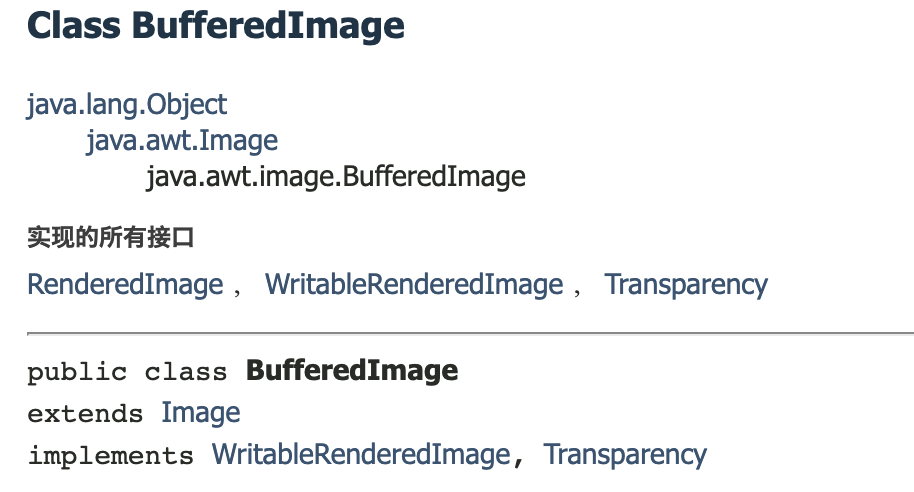 Class BufferedImage
java.lang.Object
java.awt.Image
java.awt.image.BufferedImage
实现的所有接口
RenderedImage ， WritableRenderedImage ， Transparency
public class BufferedImage
extends Image
implements WritableRenderedImage, Transparency